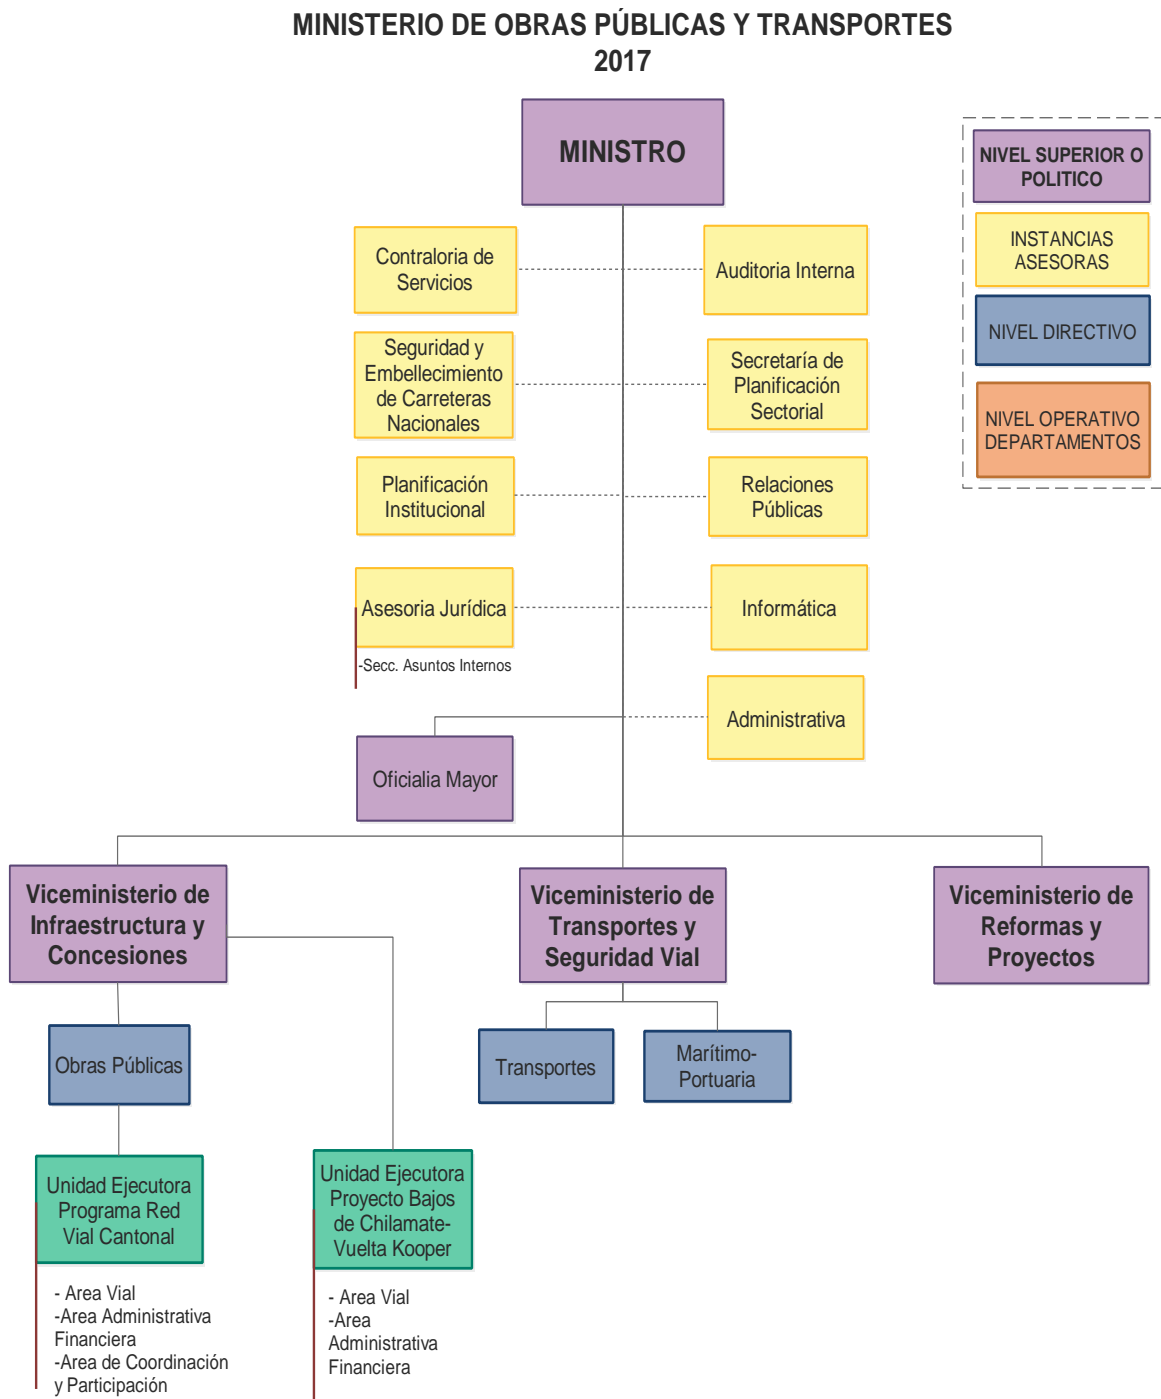 MINISTERIO DE OBRAS PÚBLICAS Y TRANSPORTES
2017
MINISTRO
NIVEL SUPERIOR O
POLITICO
INSTANCIAS
ASESORAS
NIVEL DIRECTIVO
NIVEL OPERATIVO
DEPARTAMENTOS
Contraloria de
Servicios
Auditoria Interna
Seguridad y
Embellecimiento
de Carreteras
Nacionales
Secretaría de
Planificación
Sectorial
Planificación
Institucional
Relaciones
Públicas
Asesoria Jurídica
-Secc. Asuntos Internos
Informática
Administrativa
Oficialia Mayor
Viceministerio de
Infraestructura y
Concesiones
Viceministerio de
Transportes y
Seguridad Vial
Viceministerio de
Reformas y
Proyectos
Obras Públicas
Transportes
Marítimo-
Portuaria
Unidad Ejecutora
Programa Red
Vial Cantonal
- Area Vial
-Area Administrativa
Financiera
-Area de Coordinación
y Participación
Unidad Ejecutora
Proyecto Bajos
de Chilamate-
Vuelta Kooper
- Area Vial
-Area
Administrativa
Financiera